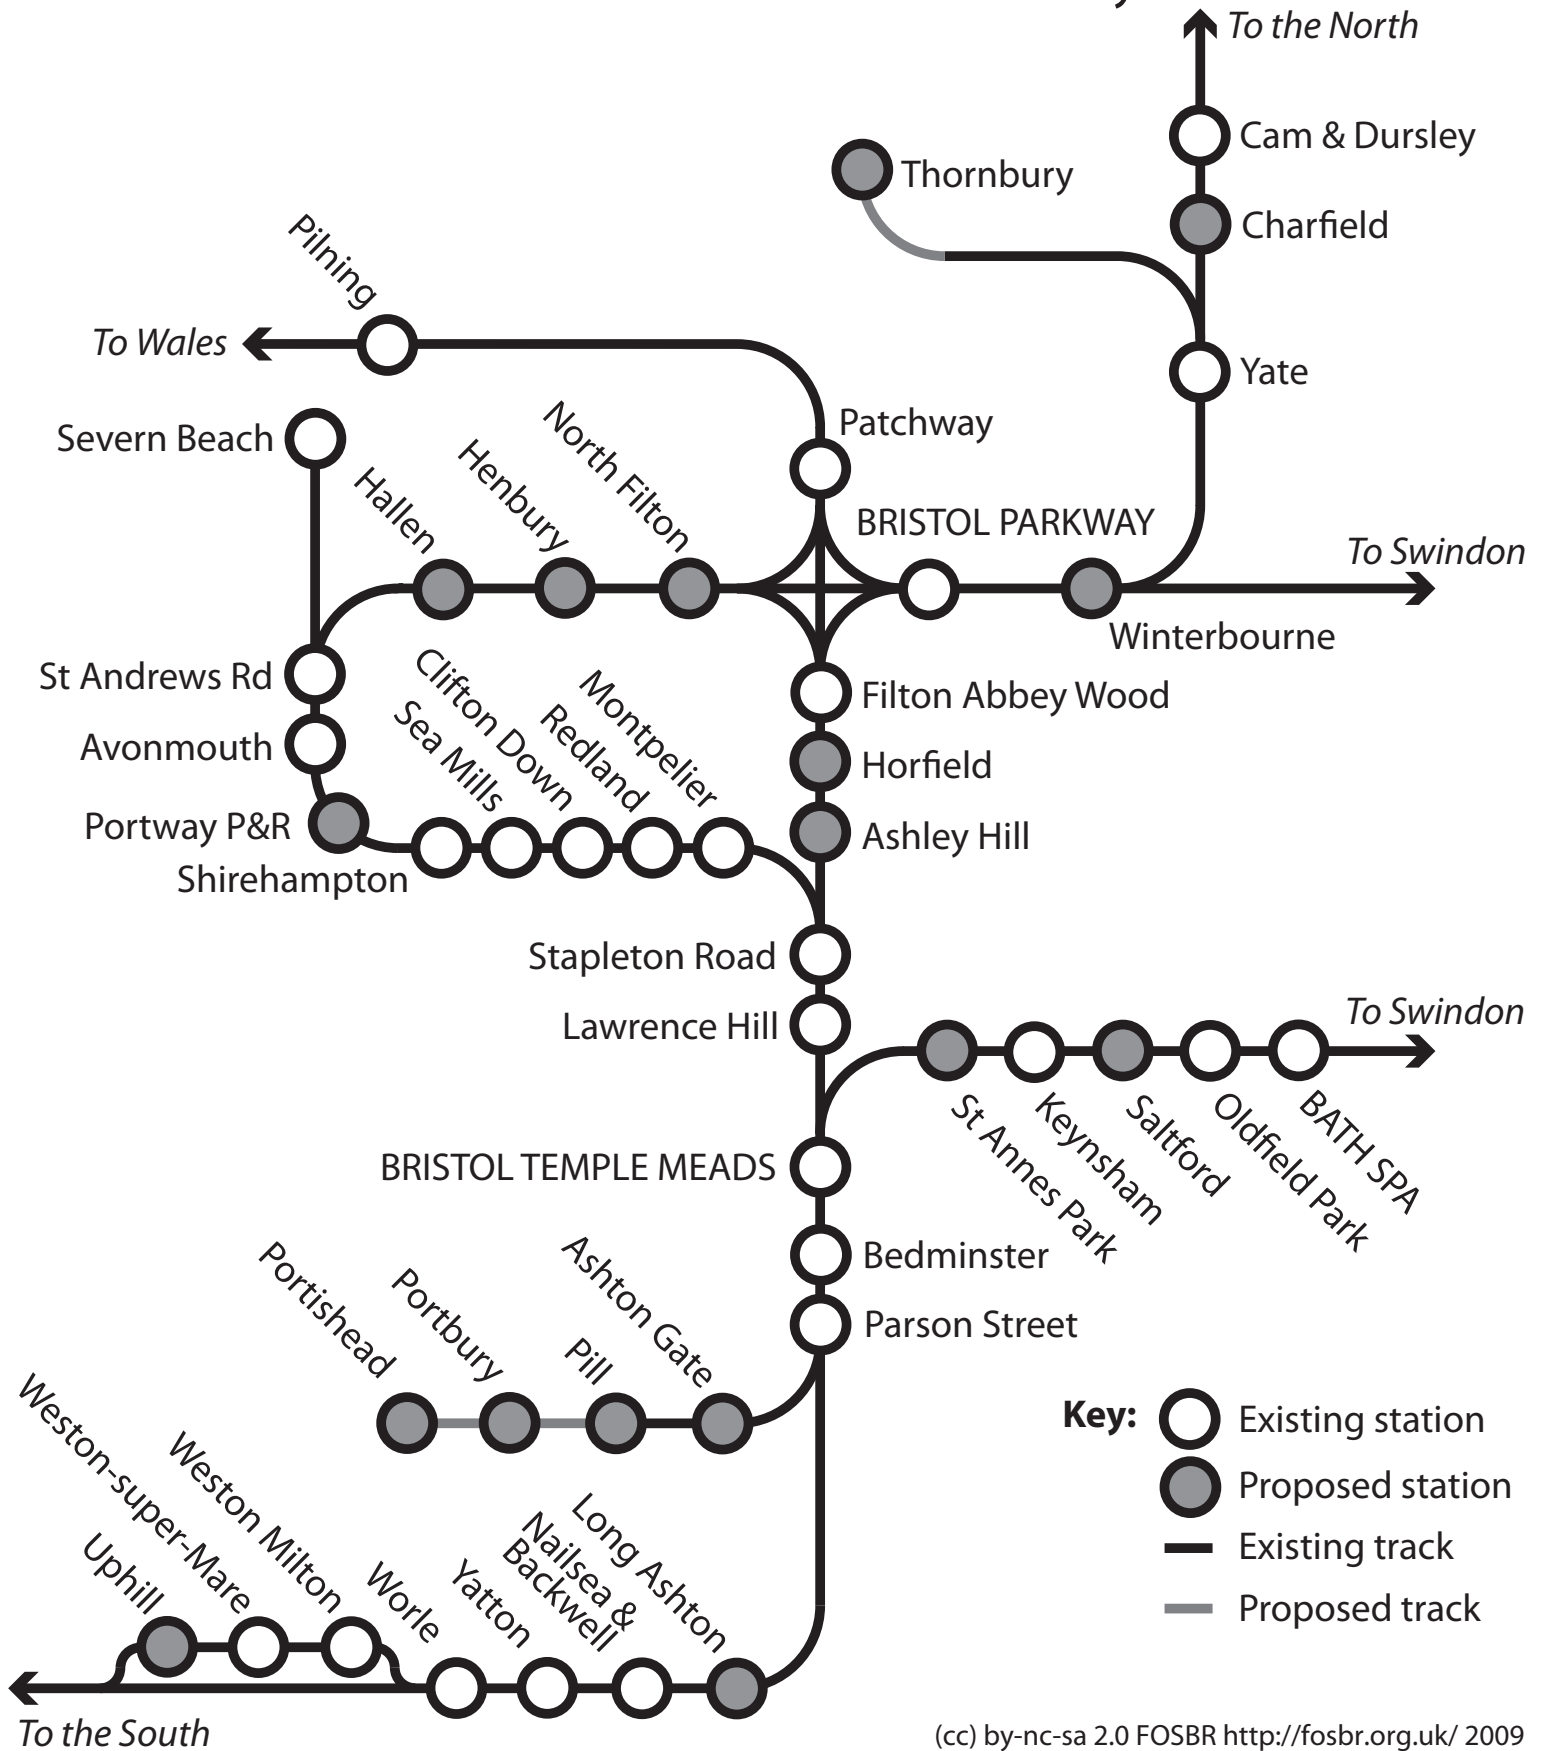 To the North
Cam & Dursley
Thornbury
Charfield
Pilning
To Wales
Yate
Patchway
Severn Beach
North Filton
Henbury
Hallen
BRISTOL PARKWAY
To Swindon
Winterbourne
St Andrews Rd
Clifton Down
Montpelier
Filton Abbey Wood
Sea Mills
Redland
Avonmouth
Horfield
Portway P&R
Ashley Hill
Shirehampton
Stapleton Road
Lawrence Hill
To Swindon
St Annes Park
Keynsham
Saltford
Oldfield Park
BATH SPA
BRISTOL TEMPLE MEADS
Bedminster
Parson Street
Portishead
Portbury
Pill
Ashton Gate
Key:
Existing station
Proposed station
Existing track
Proposed track
Uphill
Weston-super-Mare
Weston Milton
Worle
Yatton
Nailsea &
Backwell
Long Ashton
To the South
(cc) by-nc-sa 2.0 FOSBR http://fosbr.org.uk/ 2009